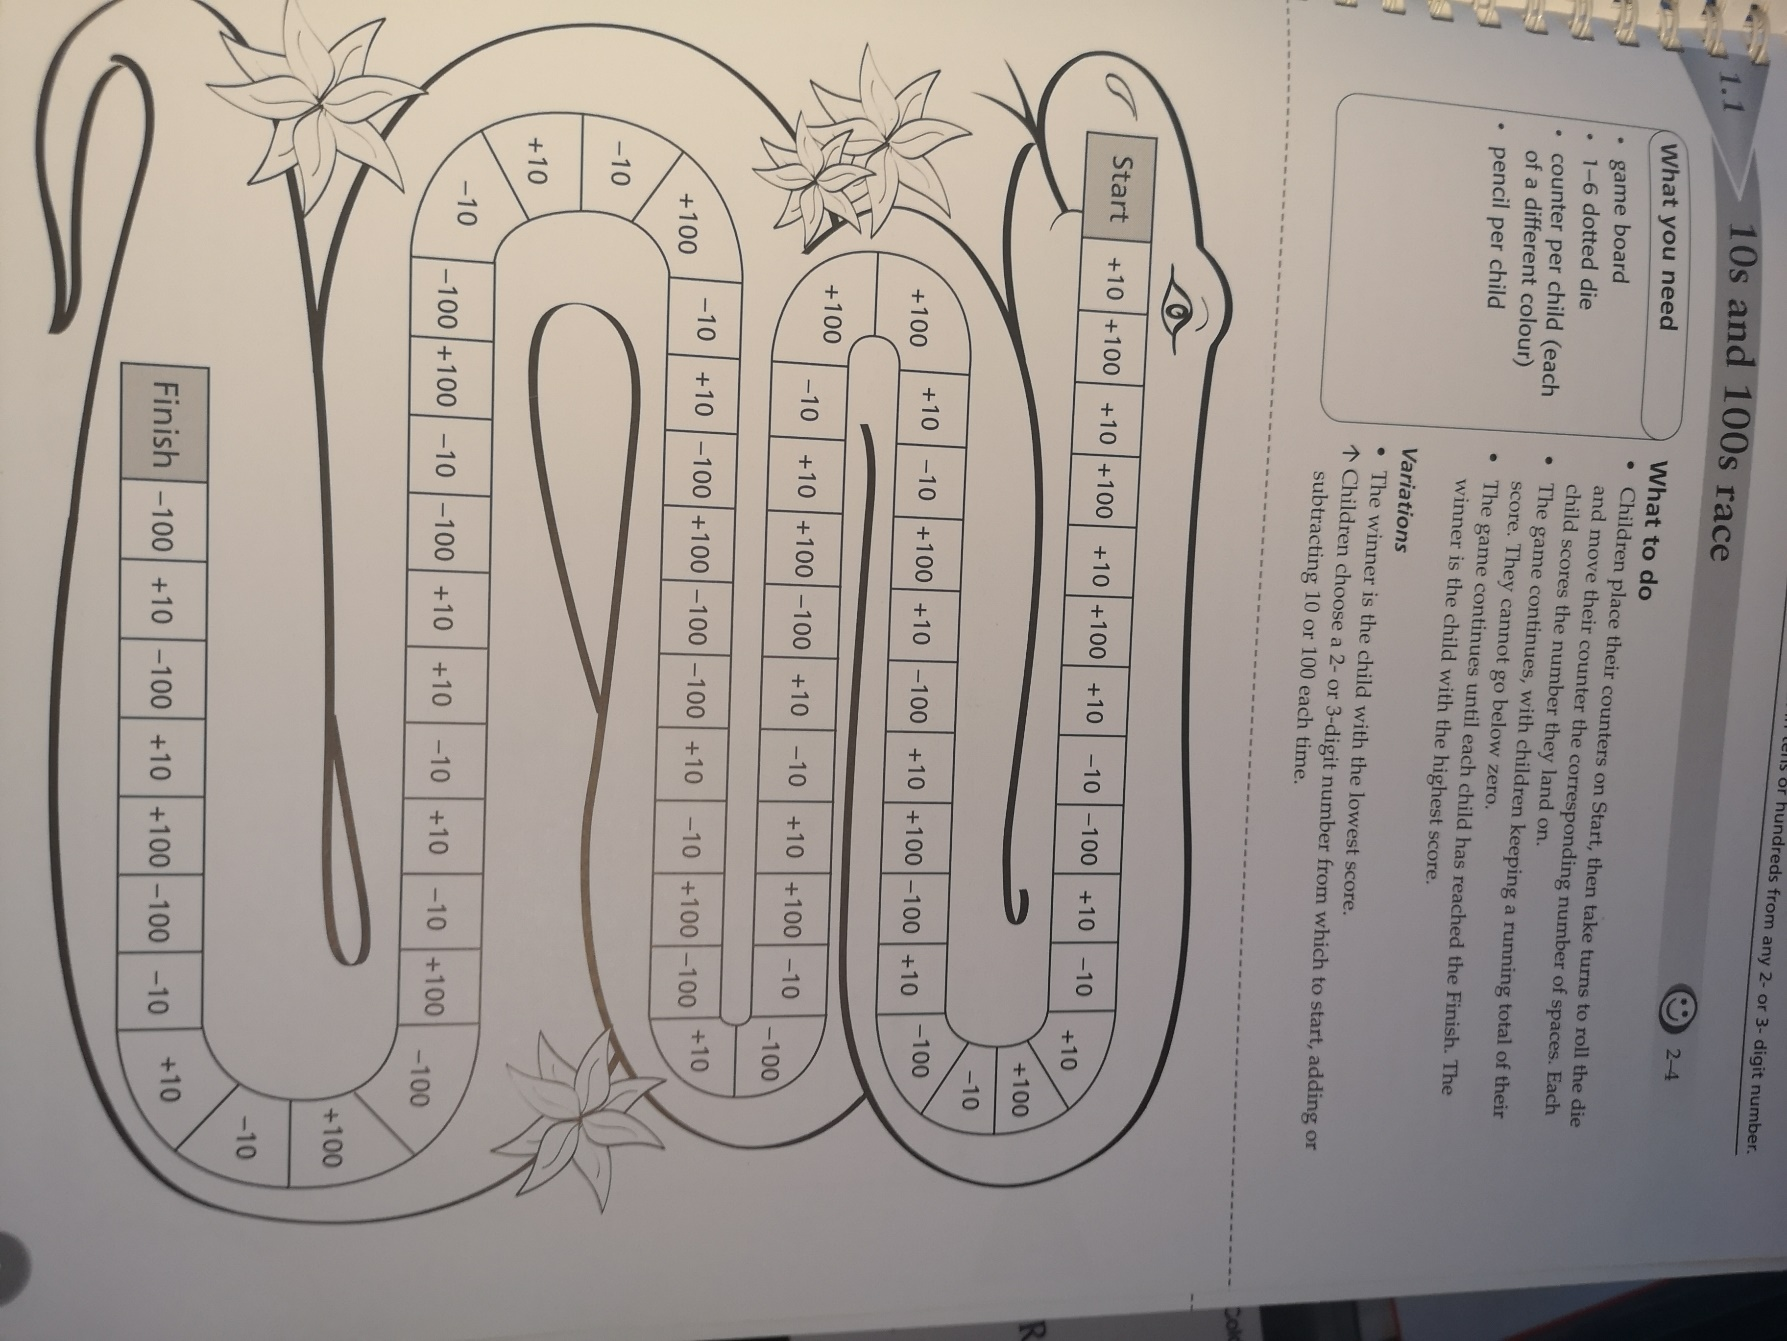 or hundreds from any 2- or 3- digit number.
1.1 10s and 100s race
2–4
What you need
• game board
• 1–6 dotted die
• counter per child (each
of a different colour)
• pencil per child
What to do
• Children place their counters on Start, then take turns to roll the die
and move their counter the corresponding number of spaces. Each
child scores the number they land on.
• The game continues, with children keeping a running total of their
score. They cannot go below zero.
• The game continues until each child has reached the Finish. The
winner is the child with the highest score.
Variations
• The winner is the child with the lowest score.
↑ Children choose a 2- or 3-digit number from which to start, adding or
subtracting 10 or 100 each time.
Start +10 +100 +10 +100 +10 +100 +10 –10 –100 +10 –10 +10
+100
–10
+100 +10 –10 +100 +10 –100 +10 +100 –100 +10 –100
+100 –10 +10 +100 –100 +10 –10 +10 +100 –10 –100
+100 –10 +10 –100 +100 –100 –100 +10 –10 +100 –100 +10
–10
+10
–10 –100 +100 –10 –100 +10 +10 –10 +10 –10 +100 –100
+100
–10
Finish –100 +10 –100 +10 +100 –100 –10 +10